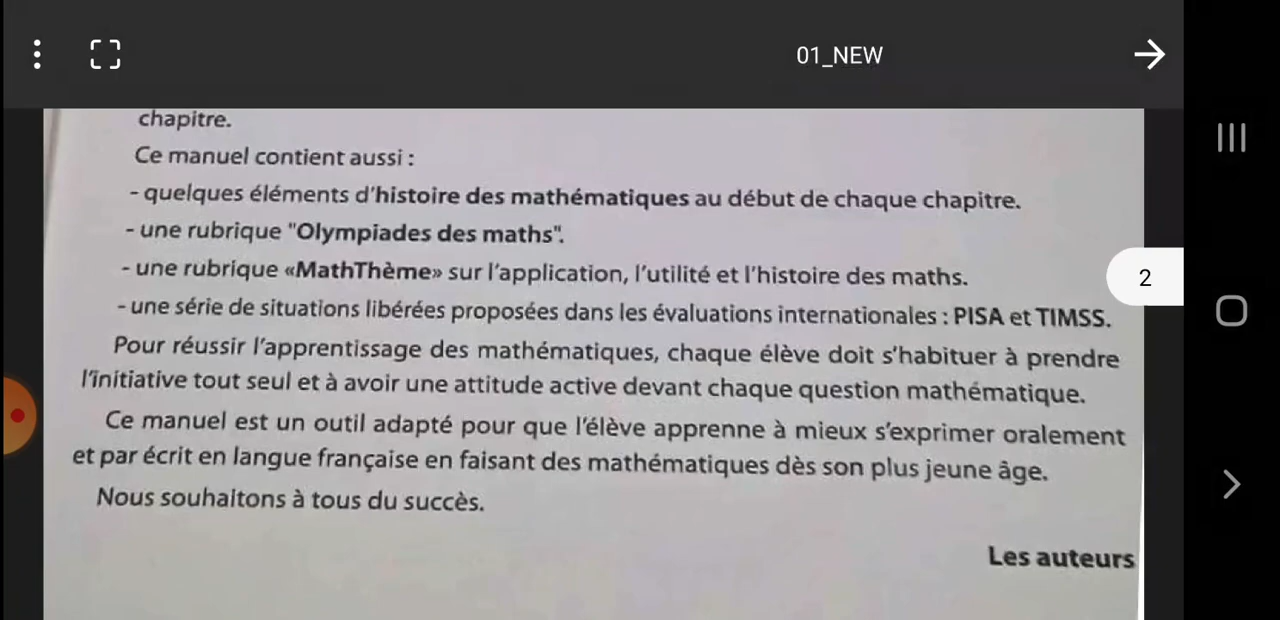 01_NEW
chapitre.
Ce manuel contient aussi :
- quelques éléments d'histoire des mathématiques au début de chaque chapitre.
- une rubrique "Olympiades des maths".
- une rubrique «MathThème» sur l'application, l'utilité et l'histoire des maths.
2
- une série de situations libérées proposées dans les évaluations internationales : PISA et TIMSS.
Pour réussir l'apprentissage des mathématiques, chaque élève doit s'habituer à prendre
l'initiative tout seul et à avoir une attitude active devant chaque question mathématique.
Ce manuel est un outil adapté pour que l'élève apprenne à mieux s'exprimer oralement
et par écrit en langue française en faisant des mathématiques dès son plus jeune âge.
Nous souhaitons à tous du succès.
Les auteurs